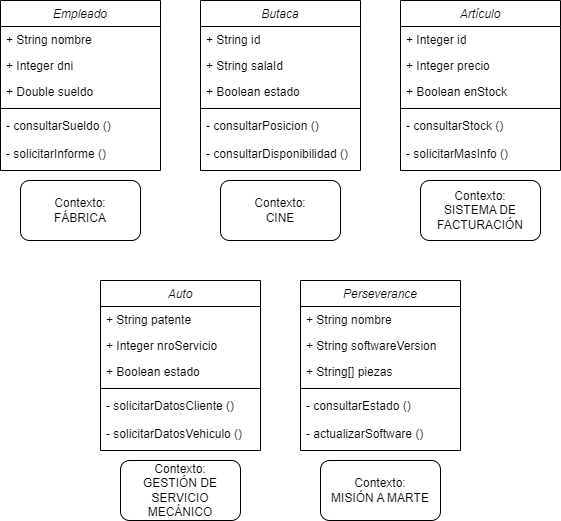 Empleado
+ String nombre
+ Integer dni
+ Double sueldo
- consultarSueldo ()
- solicitarInforme ()
Contexto:
FÁBRICA
Butaca
+ String id
+ String salaId
+ Boolean estado
- consultarPosicion ()
- consultarDisponibilidad ()
Contexto:
CINE
Artículo
+ Integer id
+ Integer precio
+ Boolean enStock
- consultarStock ()
- solicitarMasInfo ()
Contexto:
SISTEMA DE
FACTURACIÓN
Auto
+ String patente
+ Integer nroServicio
+ Boolean estado
- solicitarDatosCliente ()
- solicitarDatosVehiculo ()
Contexto:
GESTIÓN DE
SERVICIO
MECÁNICO
Perseverance
+ String nombre
+ String softwareVersion
+ String[] piezas
- consultarEstado ()
- actualizarSoftware ()
Contexto:
MISIÓN A MARTE